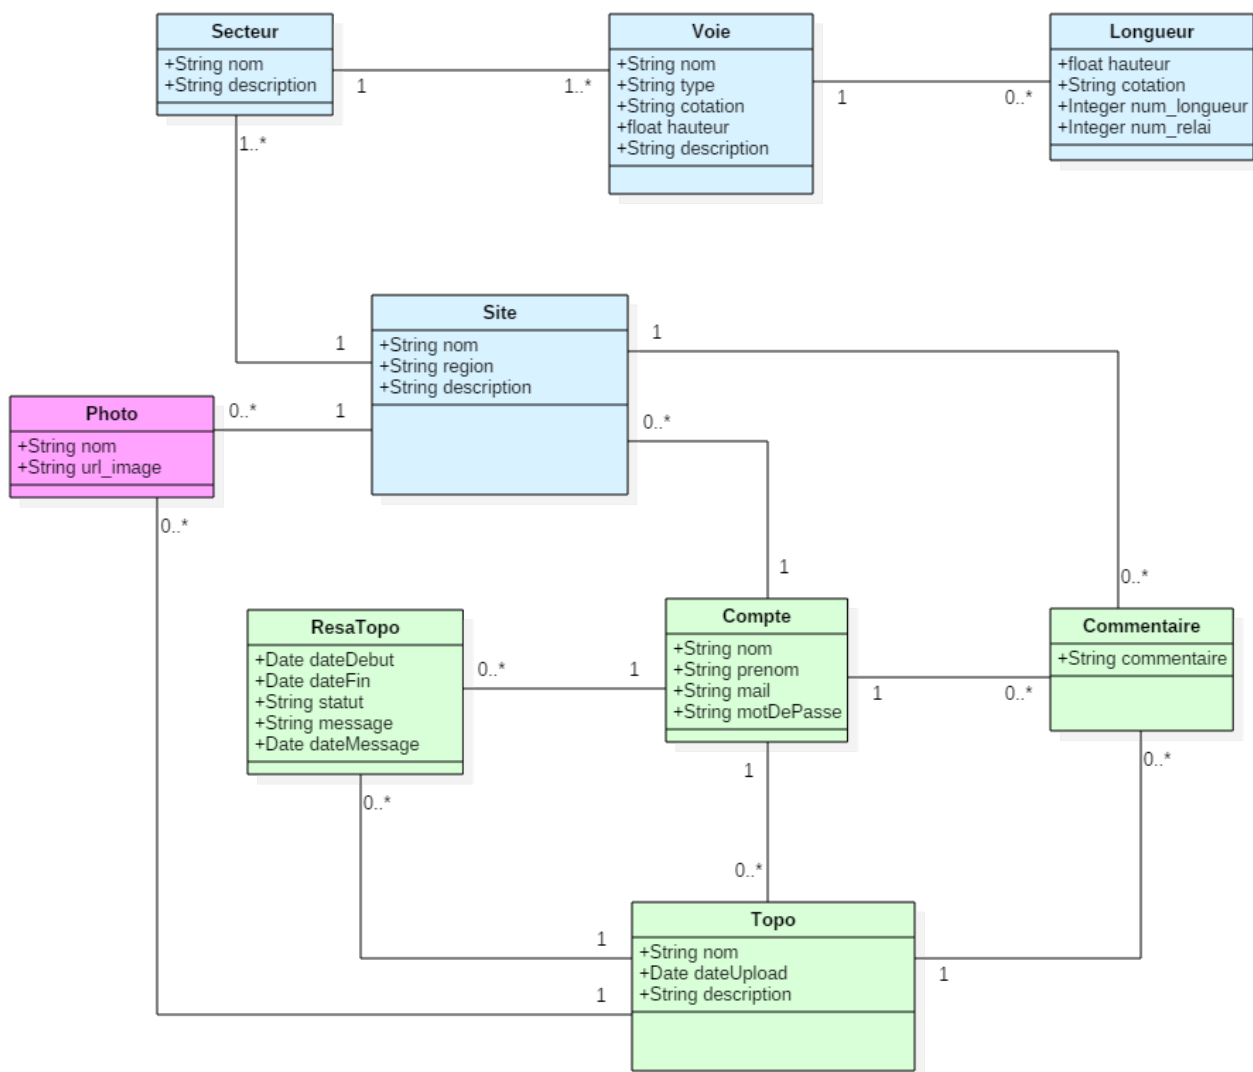 Secteur
+String nom
+String description
1
1..*
1..*
Voie
+String nom
+String type
+String cotation
+float hauteur
+String description
1
0..*
Longueur
+float hauteur
+String cotation
+Integer num_longueur
+Integer num_relai
Site
+String nom
+String region
+String description
1
1
1
0..*
0..*
Photo
+String nom
+String url_image
0..*
1
0..*
ResaTopo
+Date dateDebut
+Date dateFin
+String statut
+String message
+Date dateMessage
0..*
1
0..*
Compte
+String nom
+String prenom
+String mail
+String motDePasse
1
0..*
1
0..*
Commentaire
+String commentaire
0..*
1
1
1
Topo
+String nom
+Date dateUpload
+String description